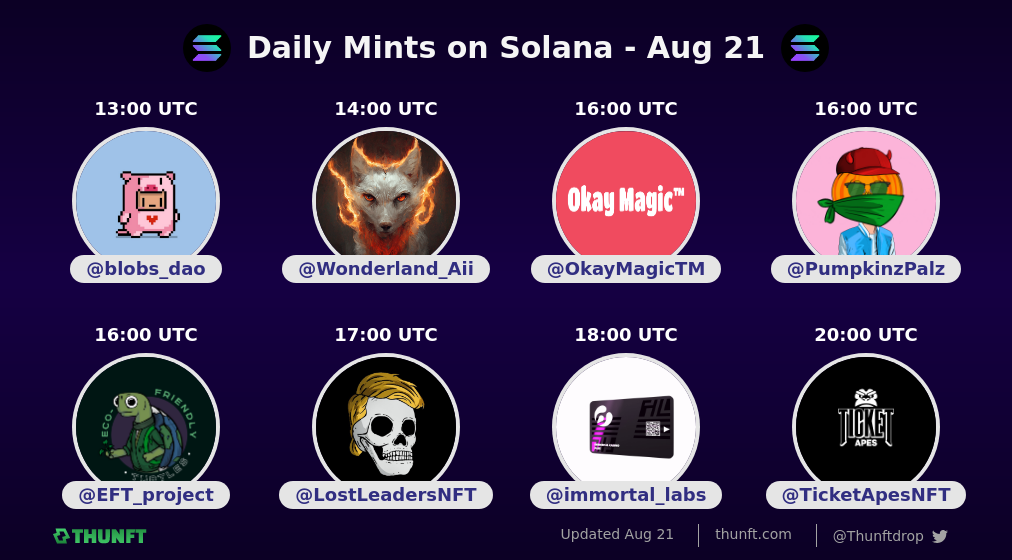 Daily Mints on Solana - Aug 21
13:00 UTC
14:00 UTC
16:00 UTC
16:00 UTC
Okay Magic™
@blobs_dao
@Wonderland_Aii
@OkayMagicTM
@PumpkinzPalz
16:00 UTC
17:00 UTC
18:00 UTC
20:00 UTC
ECO-FRIENDLY
TURTLES
TICKET
APES
@EFT_project
@LostLeadersNFT
@immortal_labs
@TicketApesNFT
THUNFT
Updated Aug 21
thunft.com
@Thunftdrop